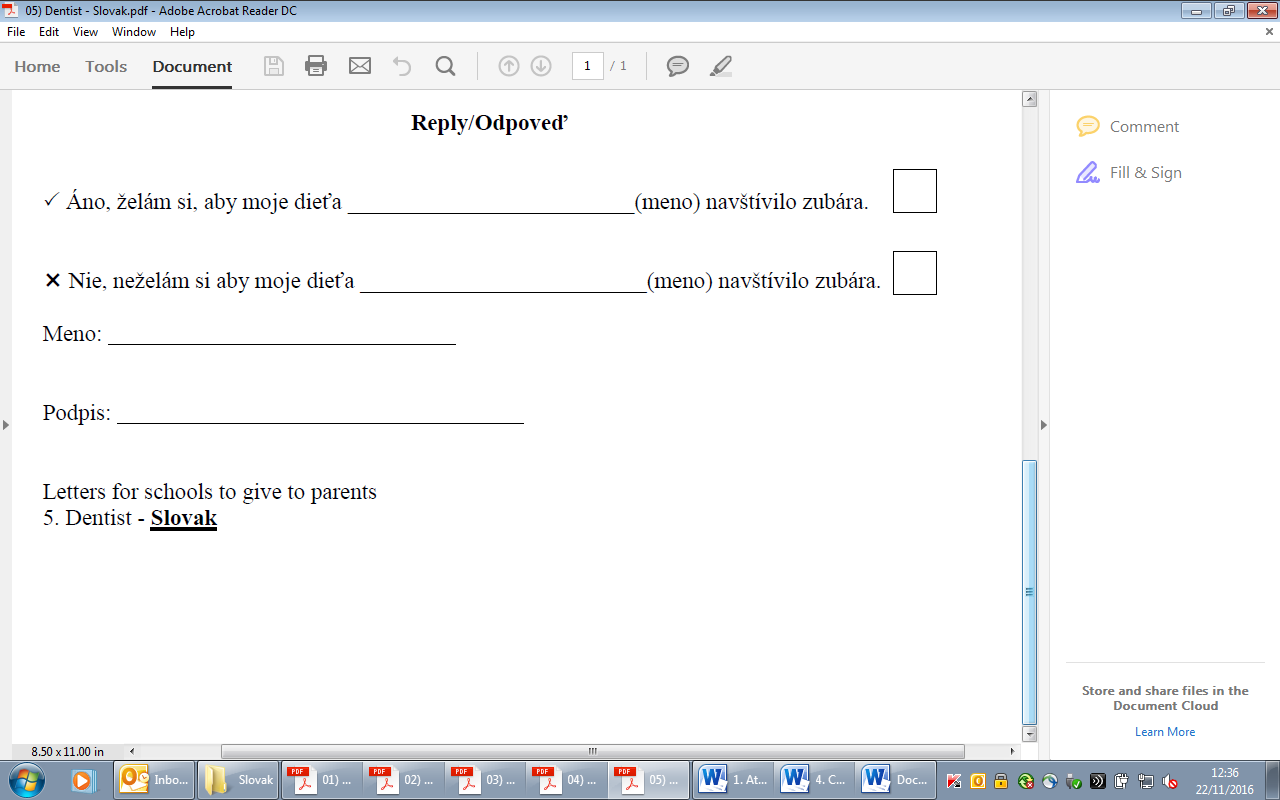 05) Dentist - Slovak.pdf - Adobe Acrobat Reader DC
File Edit View Window Help
Home Tools Document 1 / 1
Reply/Odpoveď
✓ Áno, želám si, aby moje dieťa __________________________(meno) navštívilo zubára.
✕ Nie, neželám si aby moje dieťa __________________________(meno) navštívilo zubára.
Meno: ______________________________
Podpis: ___________________________________
Letters for schools to give to parents
5. Dentist - Slovak
Comment
Fill & Sign
Store and share files in the
Document Cloud
Learn More
8.50 x 11.00 in
Inbo... Slovak 01) ... 02) ... 03) ... 04) ... 05) ... 1. At... 4. C... Doc... 12:36
22/11/2016